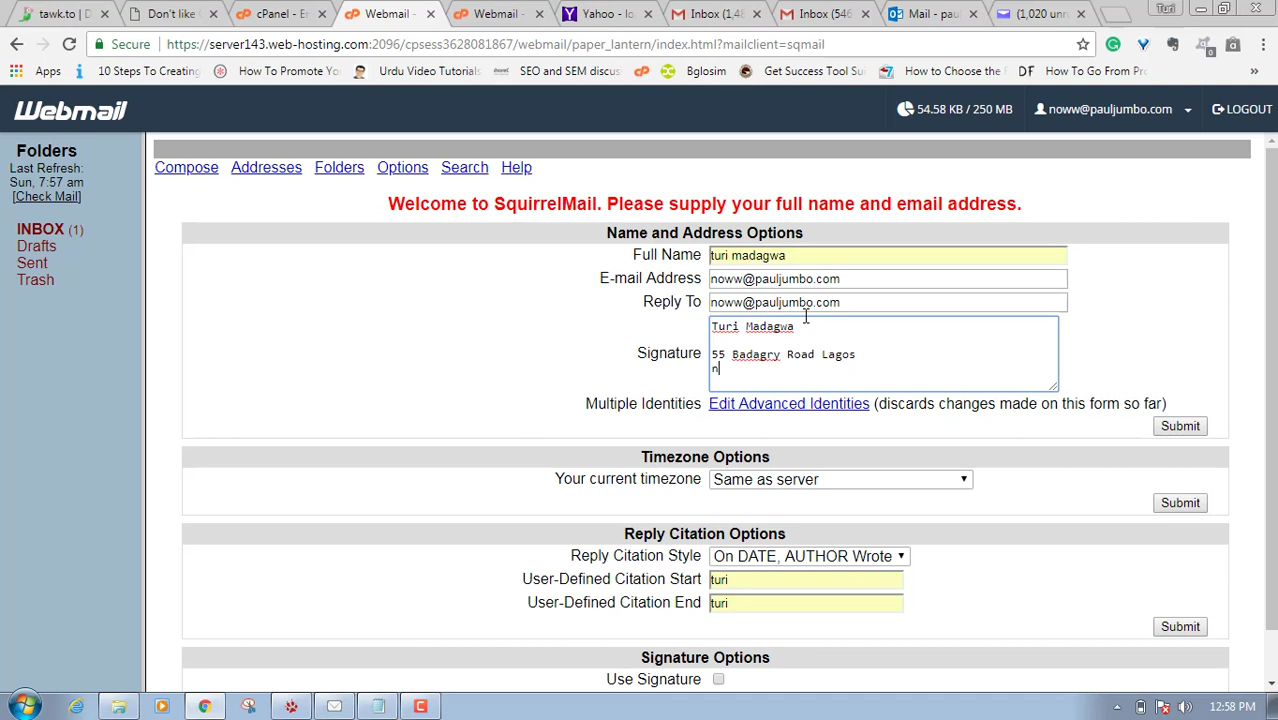 tawk.to | D
Don't like
cPanel - E
Webmail -
Webmail -
Yahoo - lo
Inbox (1,48
Inbox (546
Mail - pau
(1,020 unr
Turi
Secure
https://server143.web-hosting.com:2096/cpsess3628081867/webmail/paper_lantern/index.html?mailclient=sqmail
Apps
10 Steps To Creating
How To Promote You
Urdu Video Tutorials
SEO and SEM discus
Bglosim
Get Success Tool Sui
How to Choose the
DF How To Go From Pr
Webmail
54.58 KB / 250 MB
noww@pauljumbo.com
LOGOUT
Folders
Last Refresh:
Sun, 7:57 am
[Check Mail]
INBOX (1)
Drafts
Sent
Trash
Compose Addresses Folders Options Search Help
Welcome to SquirrelMail. Please supply your full name and email address.
Name and Address Options
Full Name turi madagwa
E-mail Address noww@pauljumbo.com
Reply To noww@pauljumbo.com
Signature
Turi Madagwa
55 Badagry Road Lagos
n
Multiple Identities Edit Advanced Identities (discards changes made on this form so far)
Submit
Timezone Options
Your current timezone Same as server
Submit
Reply Citation Options
Reply Citation Style On DATE, AUTHOR Wrote
User-Defined Citation Start turi
User-Defined Citation End turi
Submit
Signature Options
Use Signature
12:58 PM